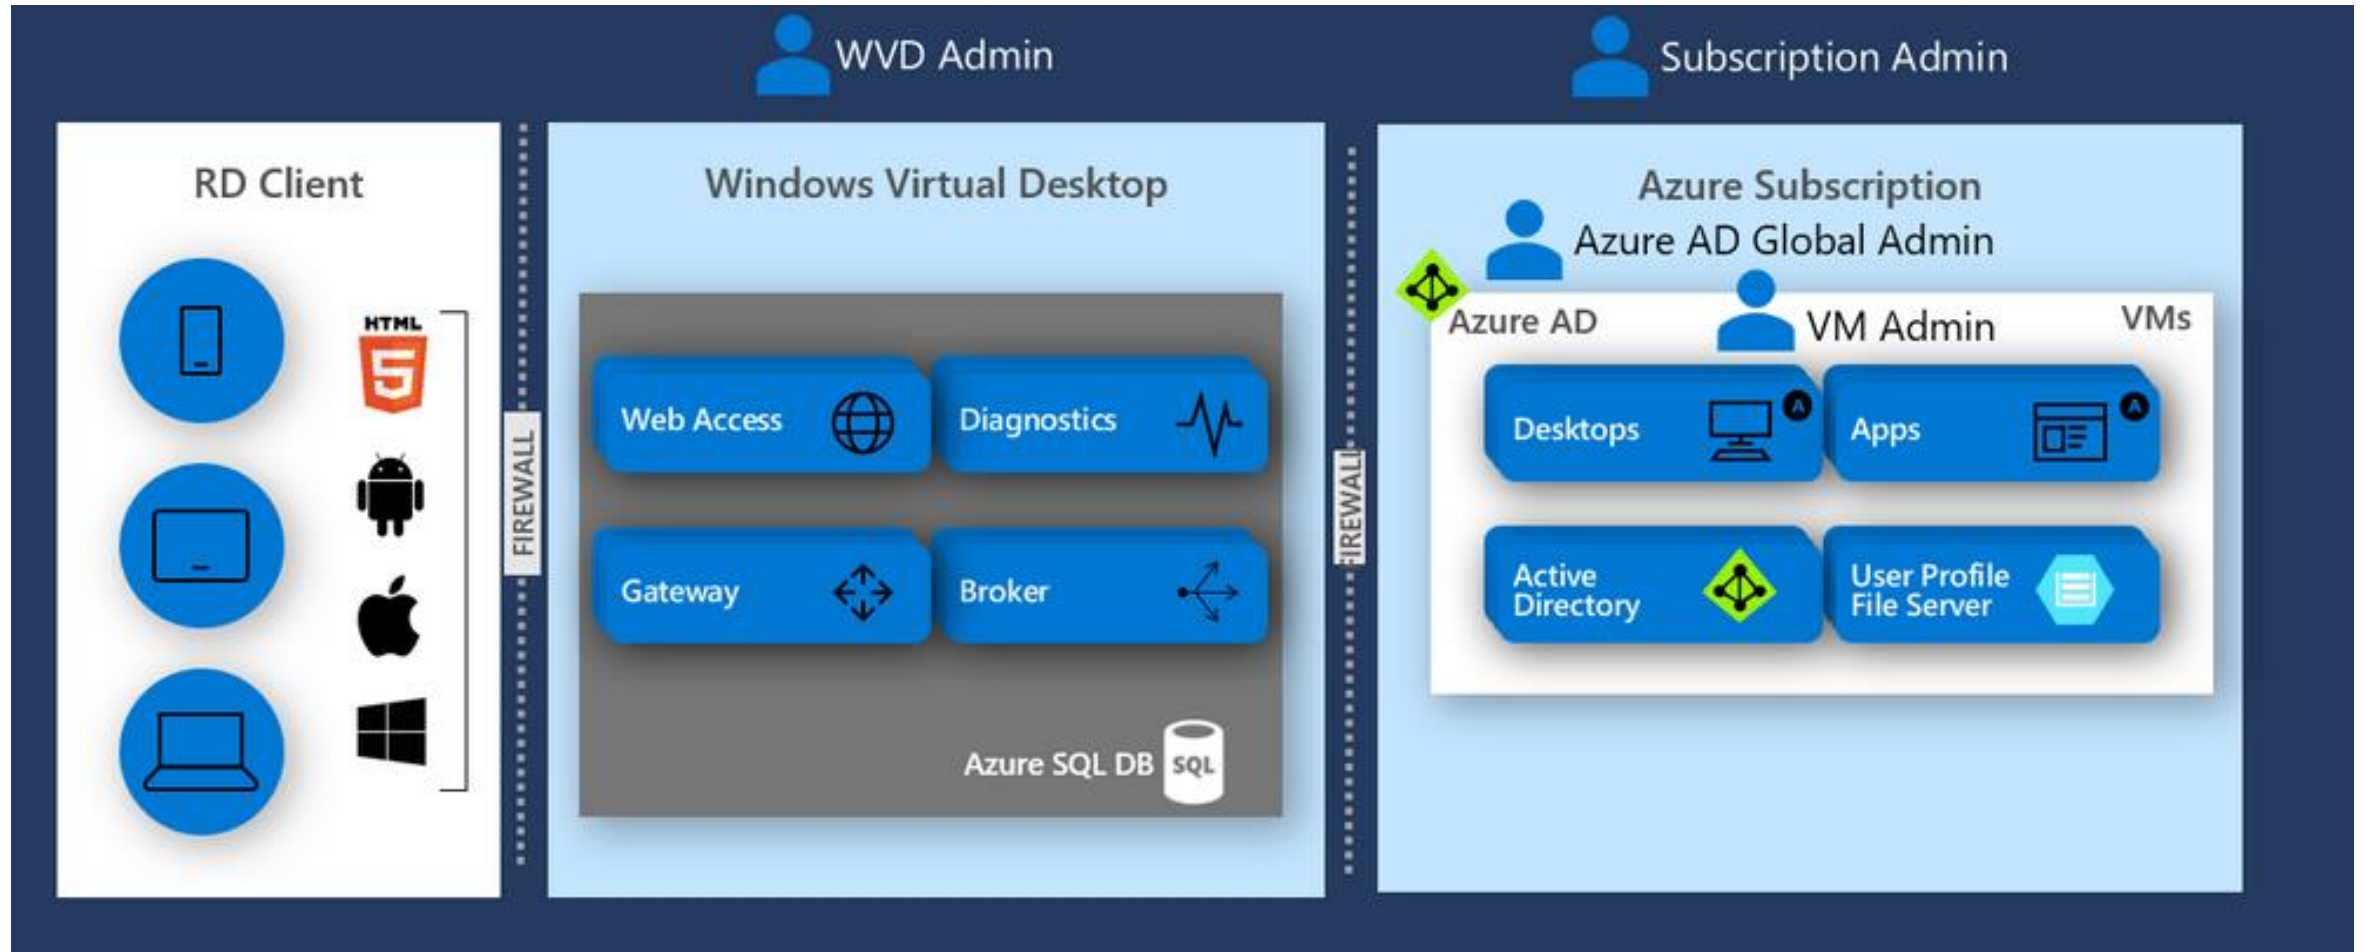 WVD Admin
Subscription Admin
RD Client
HTML
5
FIREWALL
Windows Virtual Desktop
Web Access
Diagnostics
Gateway
Broker
Azure SQL DB
SQL
FIREWALL
Azure Subscription
Azure AD Global Admin
Azure AD
VM Admin
VMs
Desktops
A
Apps
A
Active
Directory
User Profile
File Server